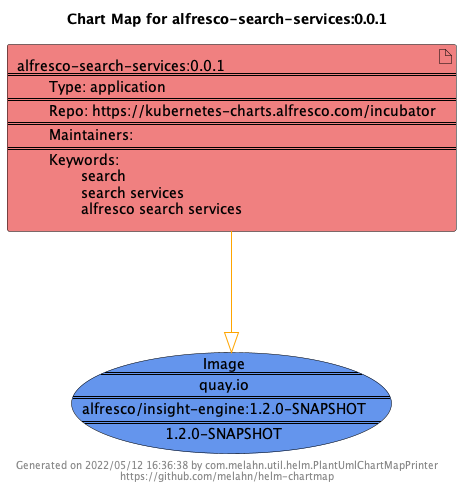 Chart Map for alfresco-search-services:0.0.1
alfresco-search-services:0.0.1
Type: application
Repo: https://kubernetes-charts.alfresco.com/incubator
Maintainers:
Keywords:
search
search services
alfresco search services
Image
quay.io
alfresco/insight-engine:1.2.0-SNAPSHOT
1.2.0-SNAPSHOT
Generated on 2022/05/12 16:36:38 by com.melahn.util.helm.PlantUmlChartMapPrinter
https://github.com/melahn/helm-chartmap